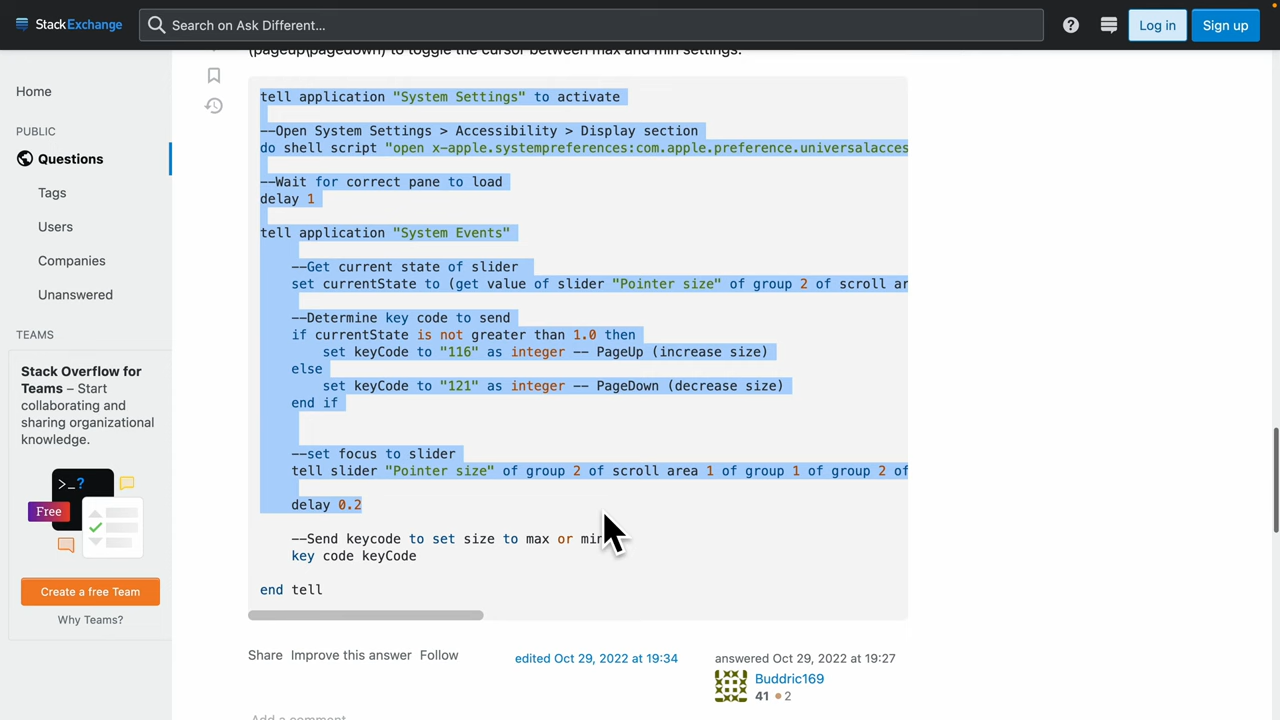 StackExchange
Search on Ask Different...
Log in
Sign up
(pageup\pagedown) to toggle the cursor between max and min settings.
Home
PUBLIC
Questions
Tags
Users
Companies
Unanswered
TEAMS
Stack Overflow for
Teams – Start
collaborating and
sharing organizational
knowledge.
>_?
Free
Create a free Team
Why Teams?
tell application "System Settings" to activate
--Open System Settings > Accessibility > Display section
do shell script "open x-apple.systempreferences:com.apple.preference.universalacces
--Wait for correct pane to load
delay 1
tell application "System Events"
--Get current state of slider
set currentState to (get value of slider "Pointer size" of group 2 of scroll ar
--Determine key code to send
if currentState is not greater than 1.0 then
set keyCode to "116" as integer -- PageUp (increase size)
else
set keyCode to "121" as integer -- PageDown (decrease size)
end if
--set focus to slider
tell slider "Pointer size" of group 2 of scroll area 1 of group 1 of group 2 of
delay 0.2
--Send keycode to set size to max or min
key code keyCode
end tell
Share Improve this answer Follow
edited Oct 29, 2022 at 19:34
answered Oct 29, 2022 at 19:27
Buddric169
41 2
Add a comment